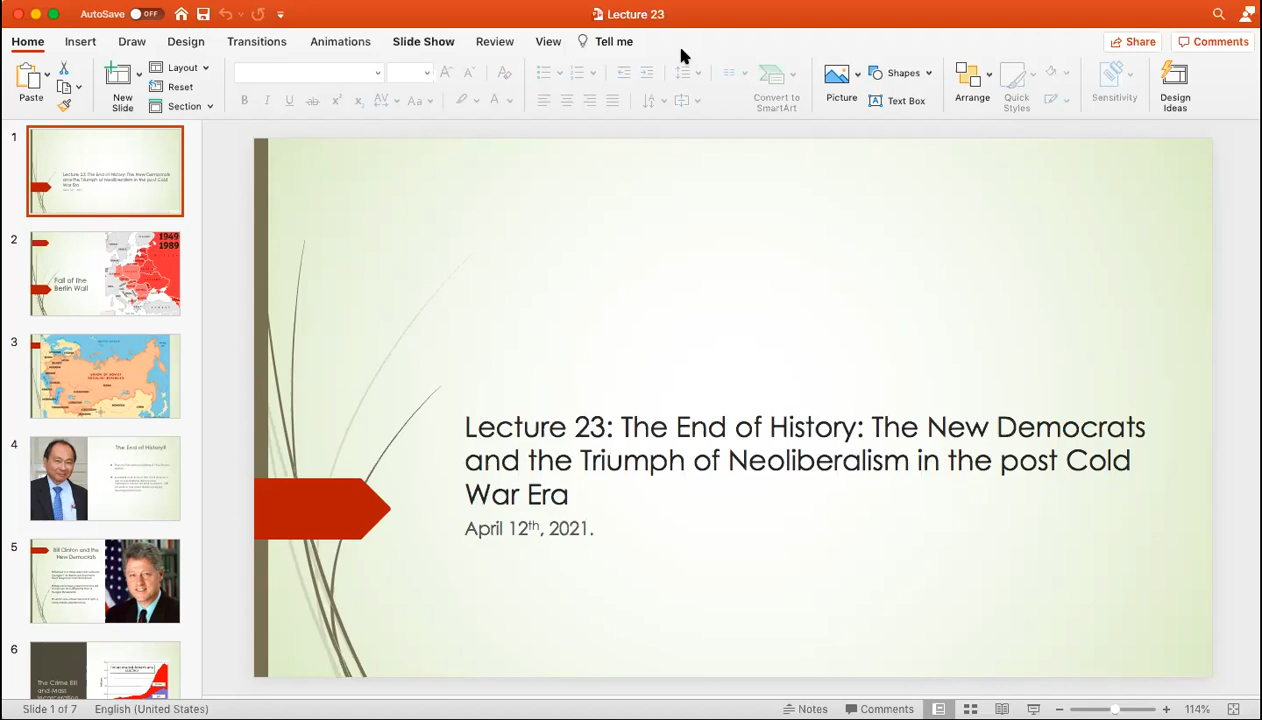 AutoSave OFF
Lecture 23
Home Insert Draw Design Transitions Animations Slide Show Review View Tell me Share Comments
Paste
New Slide
Layout
Reset
Section
Convert to SmartArt
Picture
Shapes
Text Box
Arrange
Quick Styles
Sensitivity
Design Ideas
1
Lecture 23: The End of History: The New Democrats
and the Triumph of Neoliberalism in the post Cold
War Era
2
1949
1989
Fall of the
Berlin Wall
3
UNION OF SOVIET
SOCIALIST REPUBLICS
4
The End of History?
5
Bill Clinton and the
New Democrats
6
The Crime Bill
and Mass
Incarceration
Lecture 23: The End of History: The New Democrats
and the Triumph of Neoliberalism in the post Cold
War Era
April 12th, 2021.
Slide 1 of 7 English (United States) Notes Comments 114%